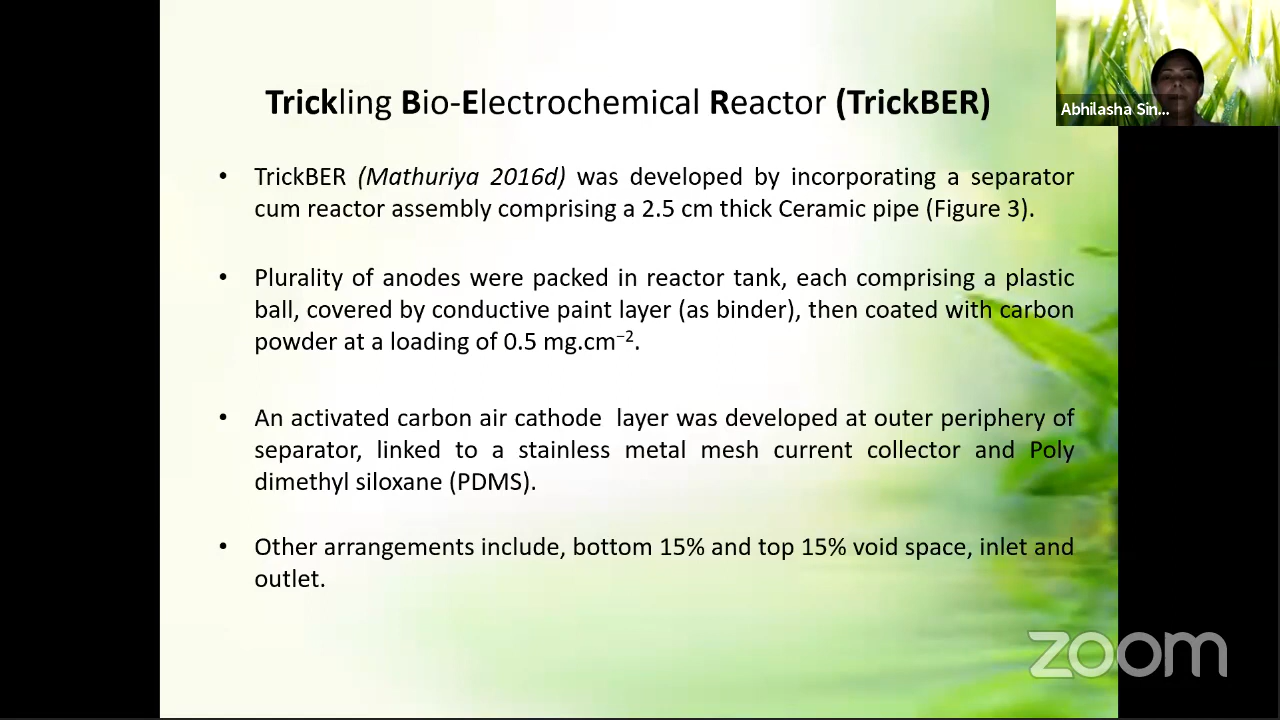 Trickling Bio-Electrochemical Reactor (TrickBER)
Abhilasha Sin...
• TrickBER (Mathuriya 2016d) was developed by incorporating a separator
cum reactor assembly comprising a 2.5 cm thick Ceramic pipe (Figure 3).
• Plurality of anodes were packed in reactor tank, each comprising a plastic
ball, covered by conductive paint layer (as binder), then coated with carbon
powder at a loading of 0.5 mg.cm⁻².
• An activated carbon air cathode layer was developed at outer periphery of
separator, linked to a stainless metal mesh current collector and Poly
dimethyl siloxane (PDMS).
• Other arrangements include, bottom 15% and top 15% void space, inlet and
outlet.
zoom